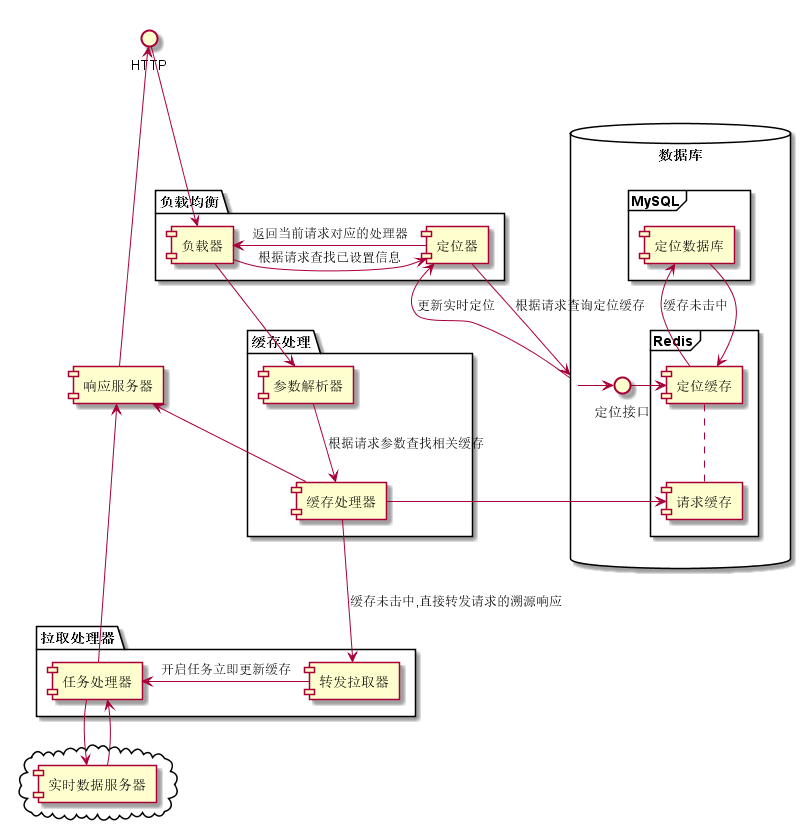 HTTP
数据库
MySQL
负载均衡
负载器
返回当前请求对应的处理器
定位器
根据请求查找已设置信息
定位数据库
更新实时定位
根据请求查询定位缓存
缓存未击中
缓存处理
Redis
响应服务器
参数解析器
定位接口
定位缓存
根据请求参数查找相关缓存
缓存处理器
请求缓存
缓存未击中,直接转发请求的溯源响应
拉取处理器
任务处理器
开启任务立即更新缓存
转发拉取器
实时数据服务器